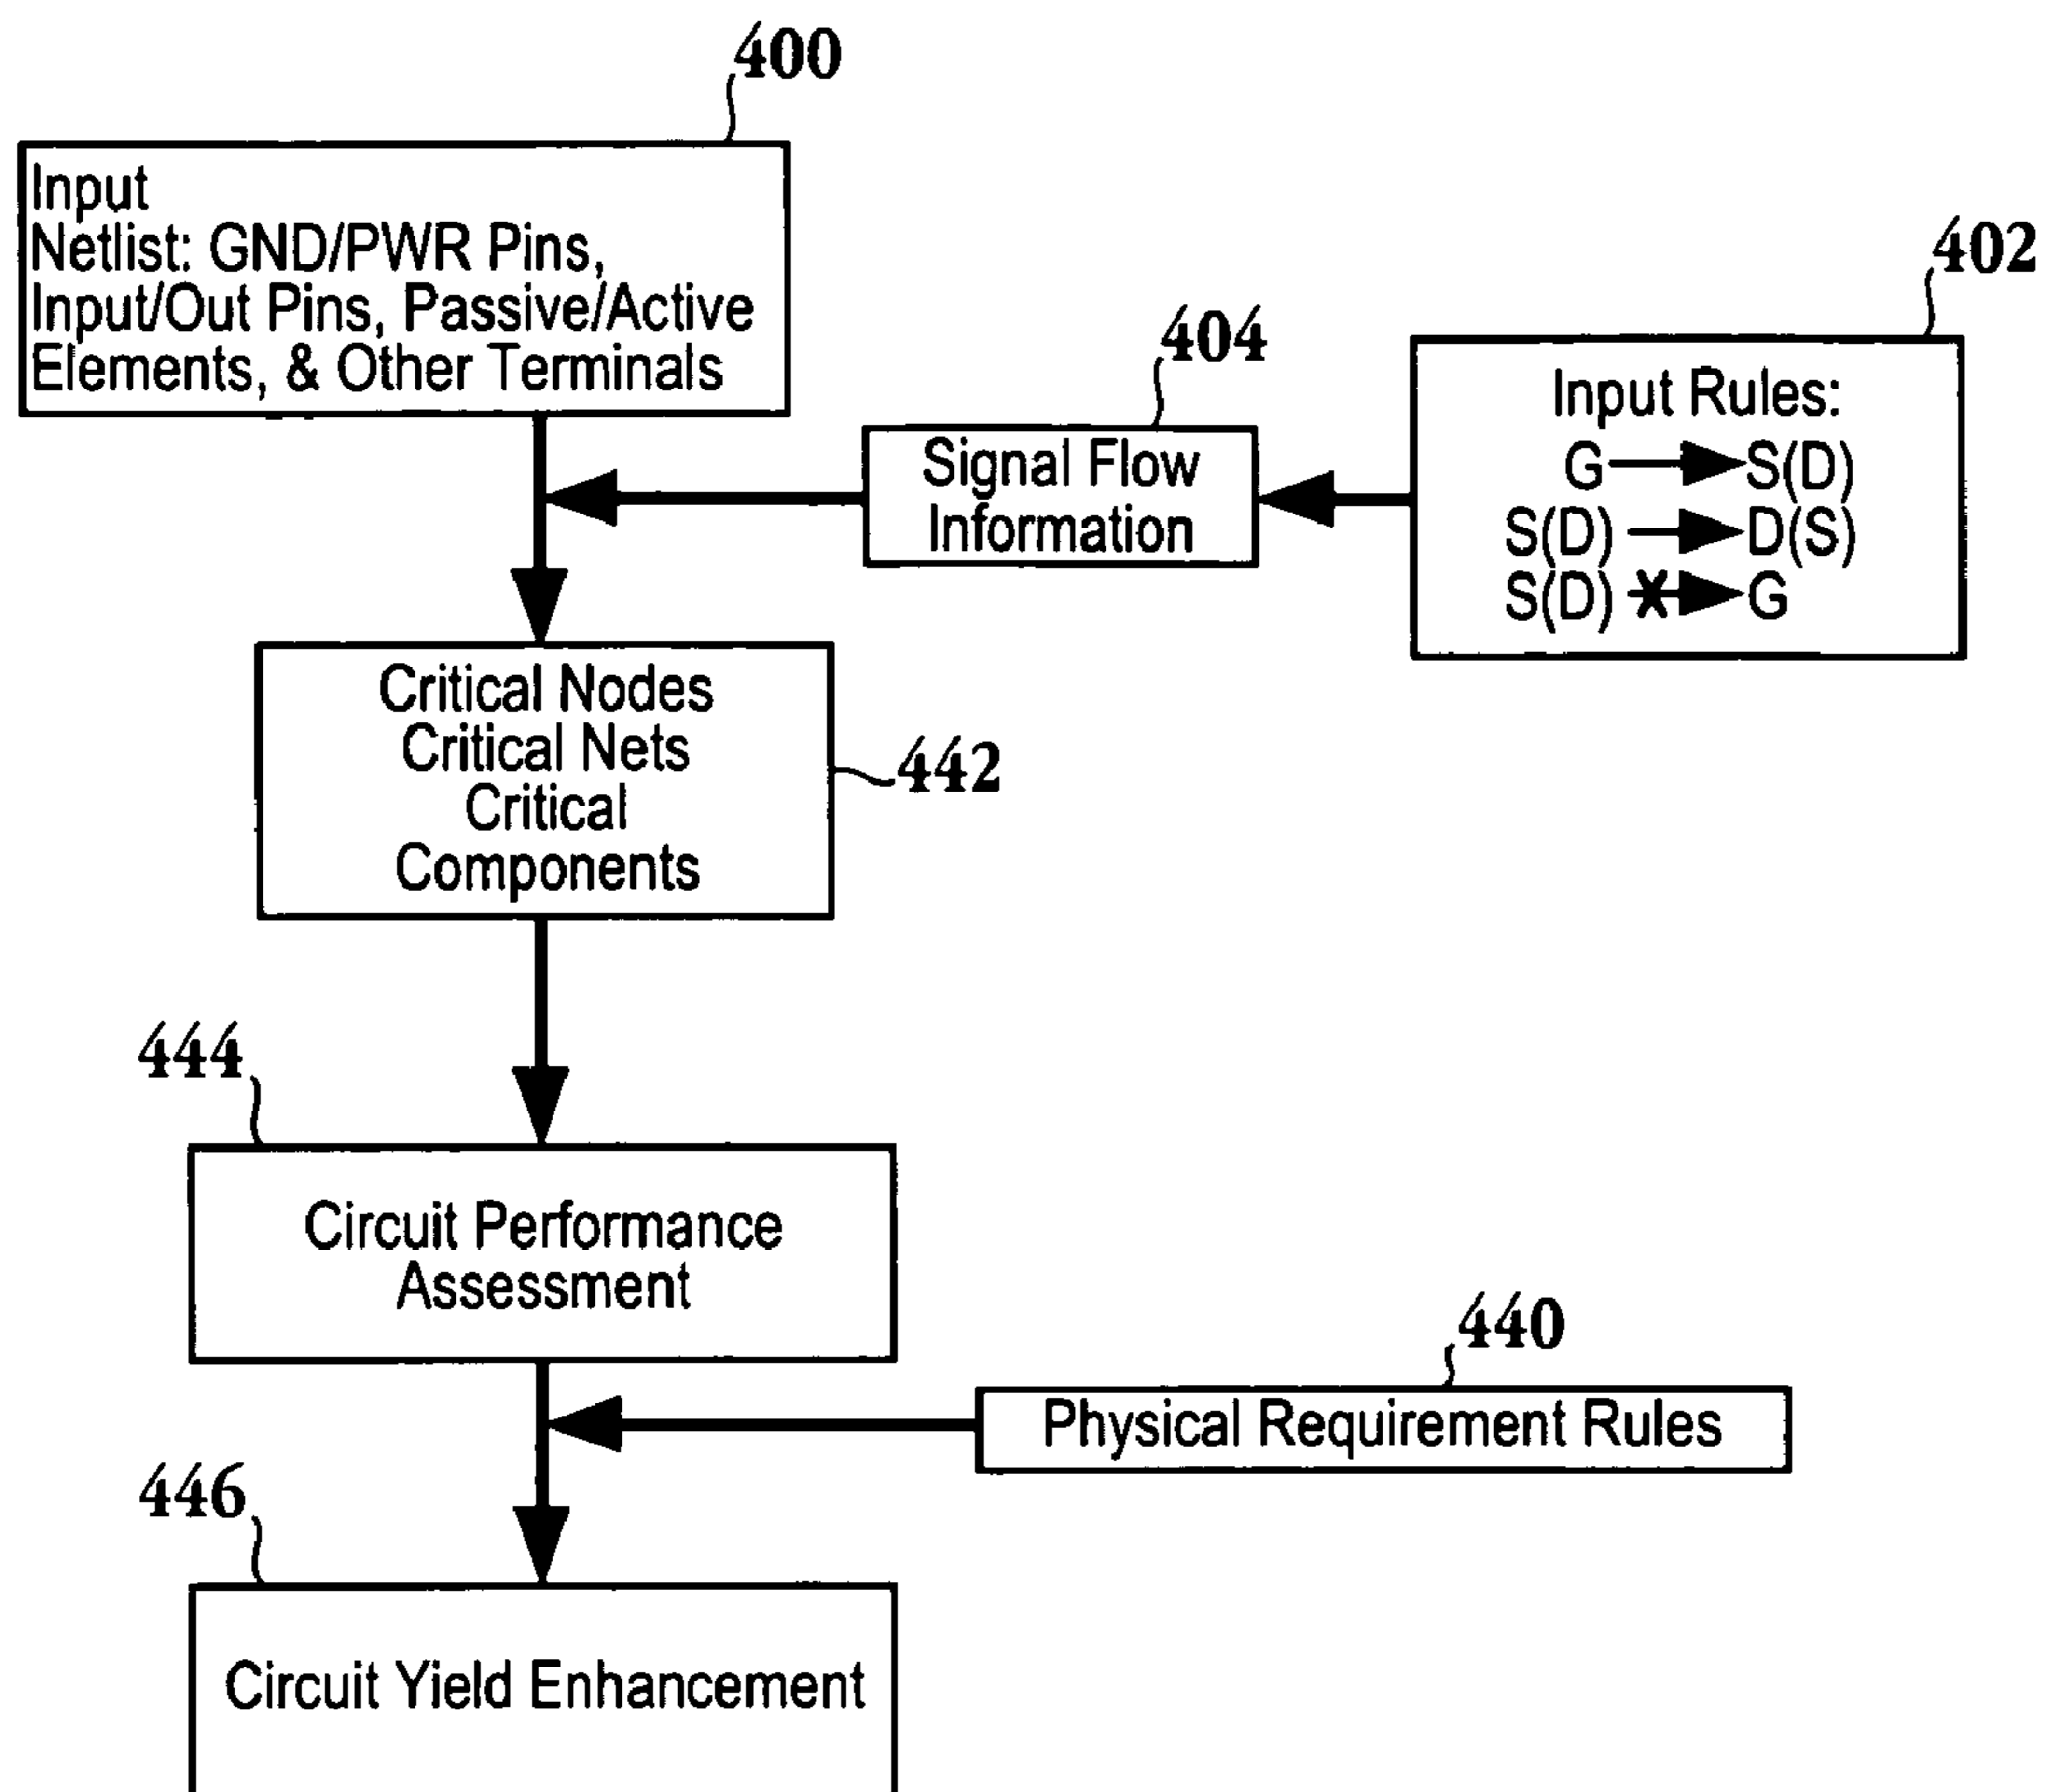 400
Input
Netlist: GND/PWR Pins,
Input/Out Pins, Passive/Active
Elements, & Other Terminals
402
Input Rules:
G → S(D)
S(D) → D(S)
S(D) G
404
Signal Flow
Information
Critical Nodes
Critical Nets
Critical
Components
442
444
Circuit Performance
Assessment
440
Physical Requirement Rules
446
Circuit Yield Enhancement